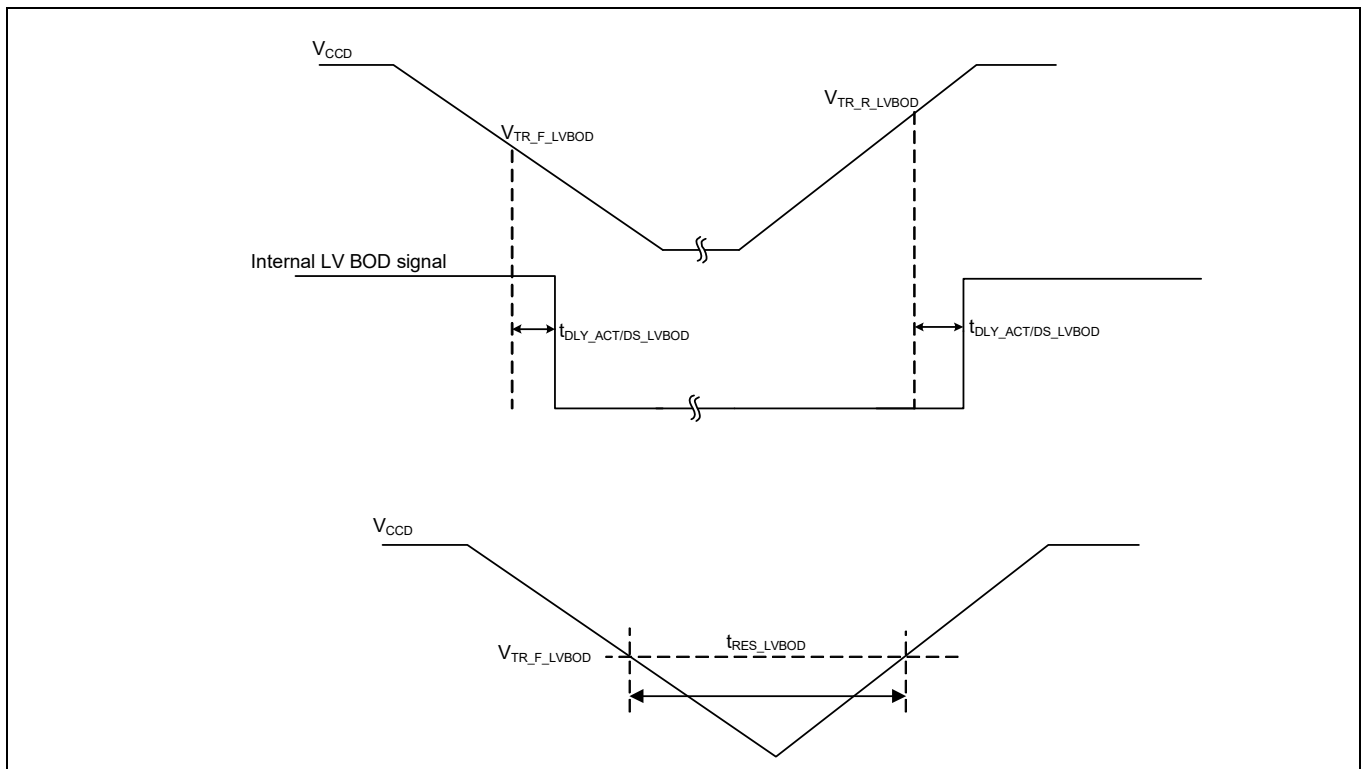 VCCD
VTR_R_LVBOD
VTR_F_LVBOD
Internal LV BOD signal
tDLY_ACT/DS_LVBOD
tDLY_ACT/DS_LVBOD
VCCD
tRES_LVBOD
VTR_F_LVBOD